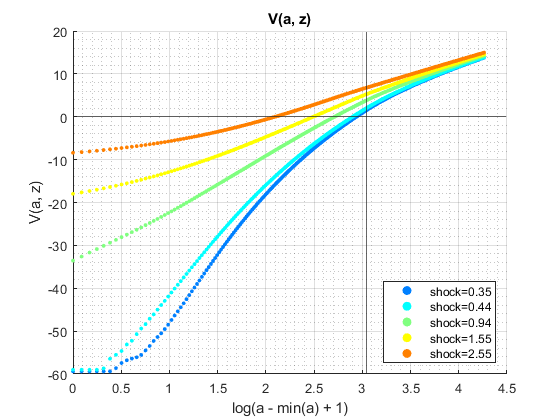 V(a, z)
20
10
0
-10
-20
-30
-40
-50
-60
V(a, z)
0
0.5
1
1.5
2
2.5
3
3.5
4
4.5
log(a - min(a) + 1)
shock=0.35
shock=0.44
shock=0.94
shock=1.55
shock=2.55